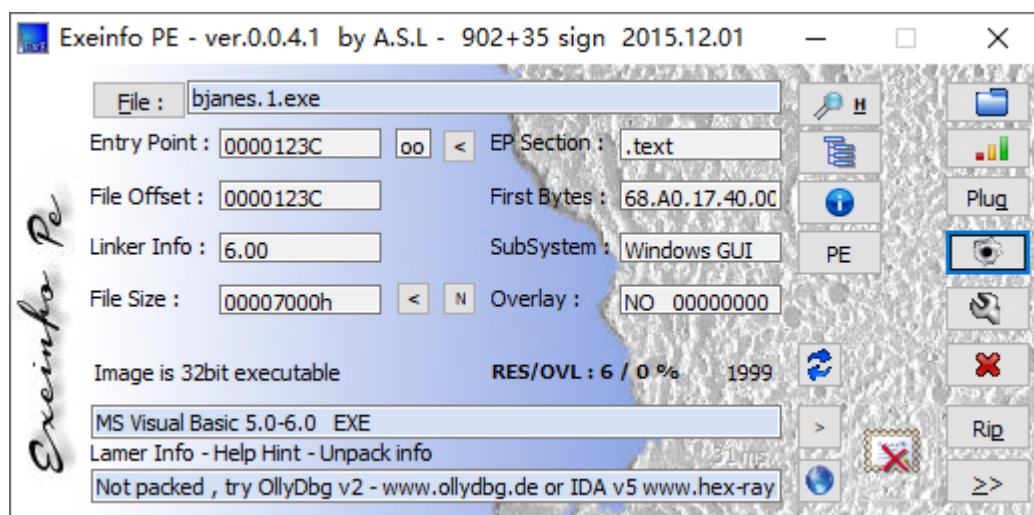 Exeinfo PE - ver.0.0.4.1 by A.S.L - 902+35 sign 2015.12.01
File : bjanes.1.exe H
Entry Point : 0000123C oo < EP Section : .text
File Offset : 0000123C First Bytes : 68.A0.17.40.00 Plug
Linker Info : 6.00 SubSystem : Windows GUI PE
File Size : 00007000h < N Overlay : NO 00000000
Image is 32bit executable RES/OVL : 6 / 0 % 1999
MS Visual Basic 5.0-6.0 EXE > Rip
Lamer Info - Help Hint - Unpack info 31 ms.
Not packed , try OllyDbg v2 - www.ollydbg.de or IDA v5 www.hex-ray >>
Exeinfo Pe